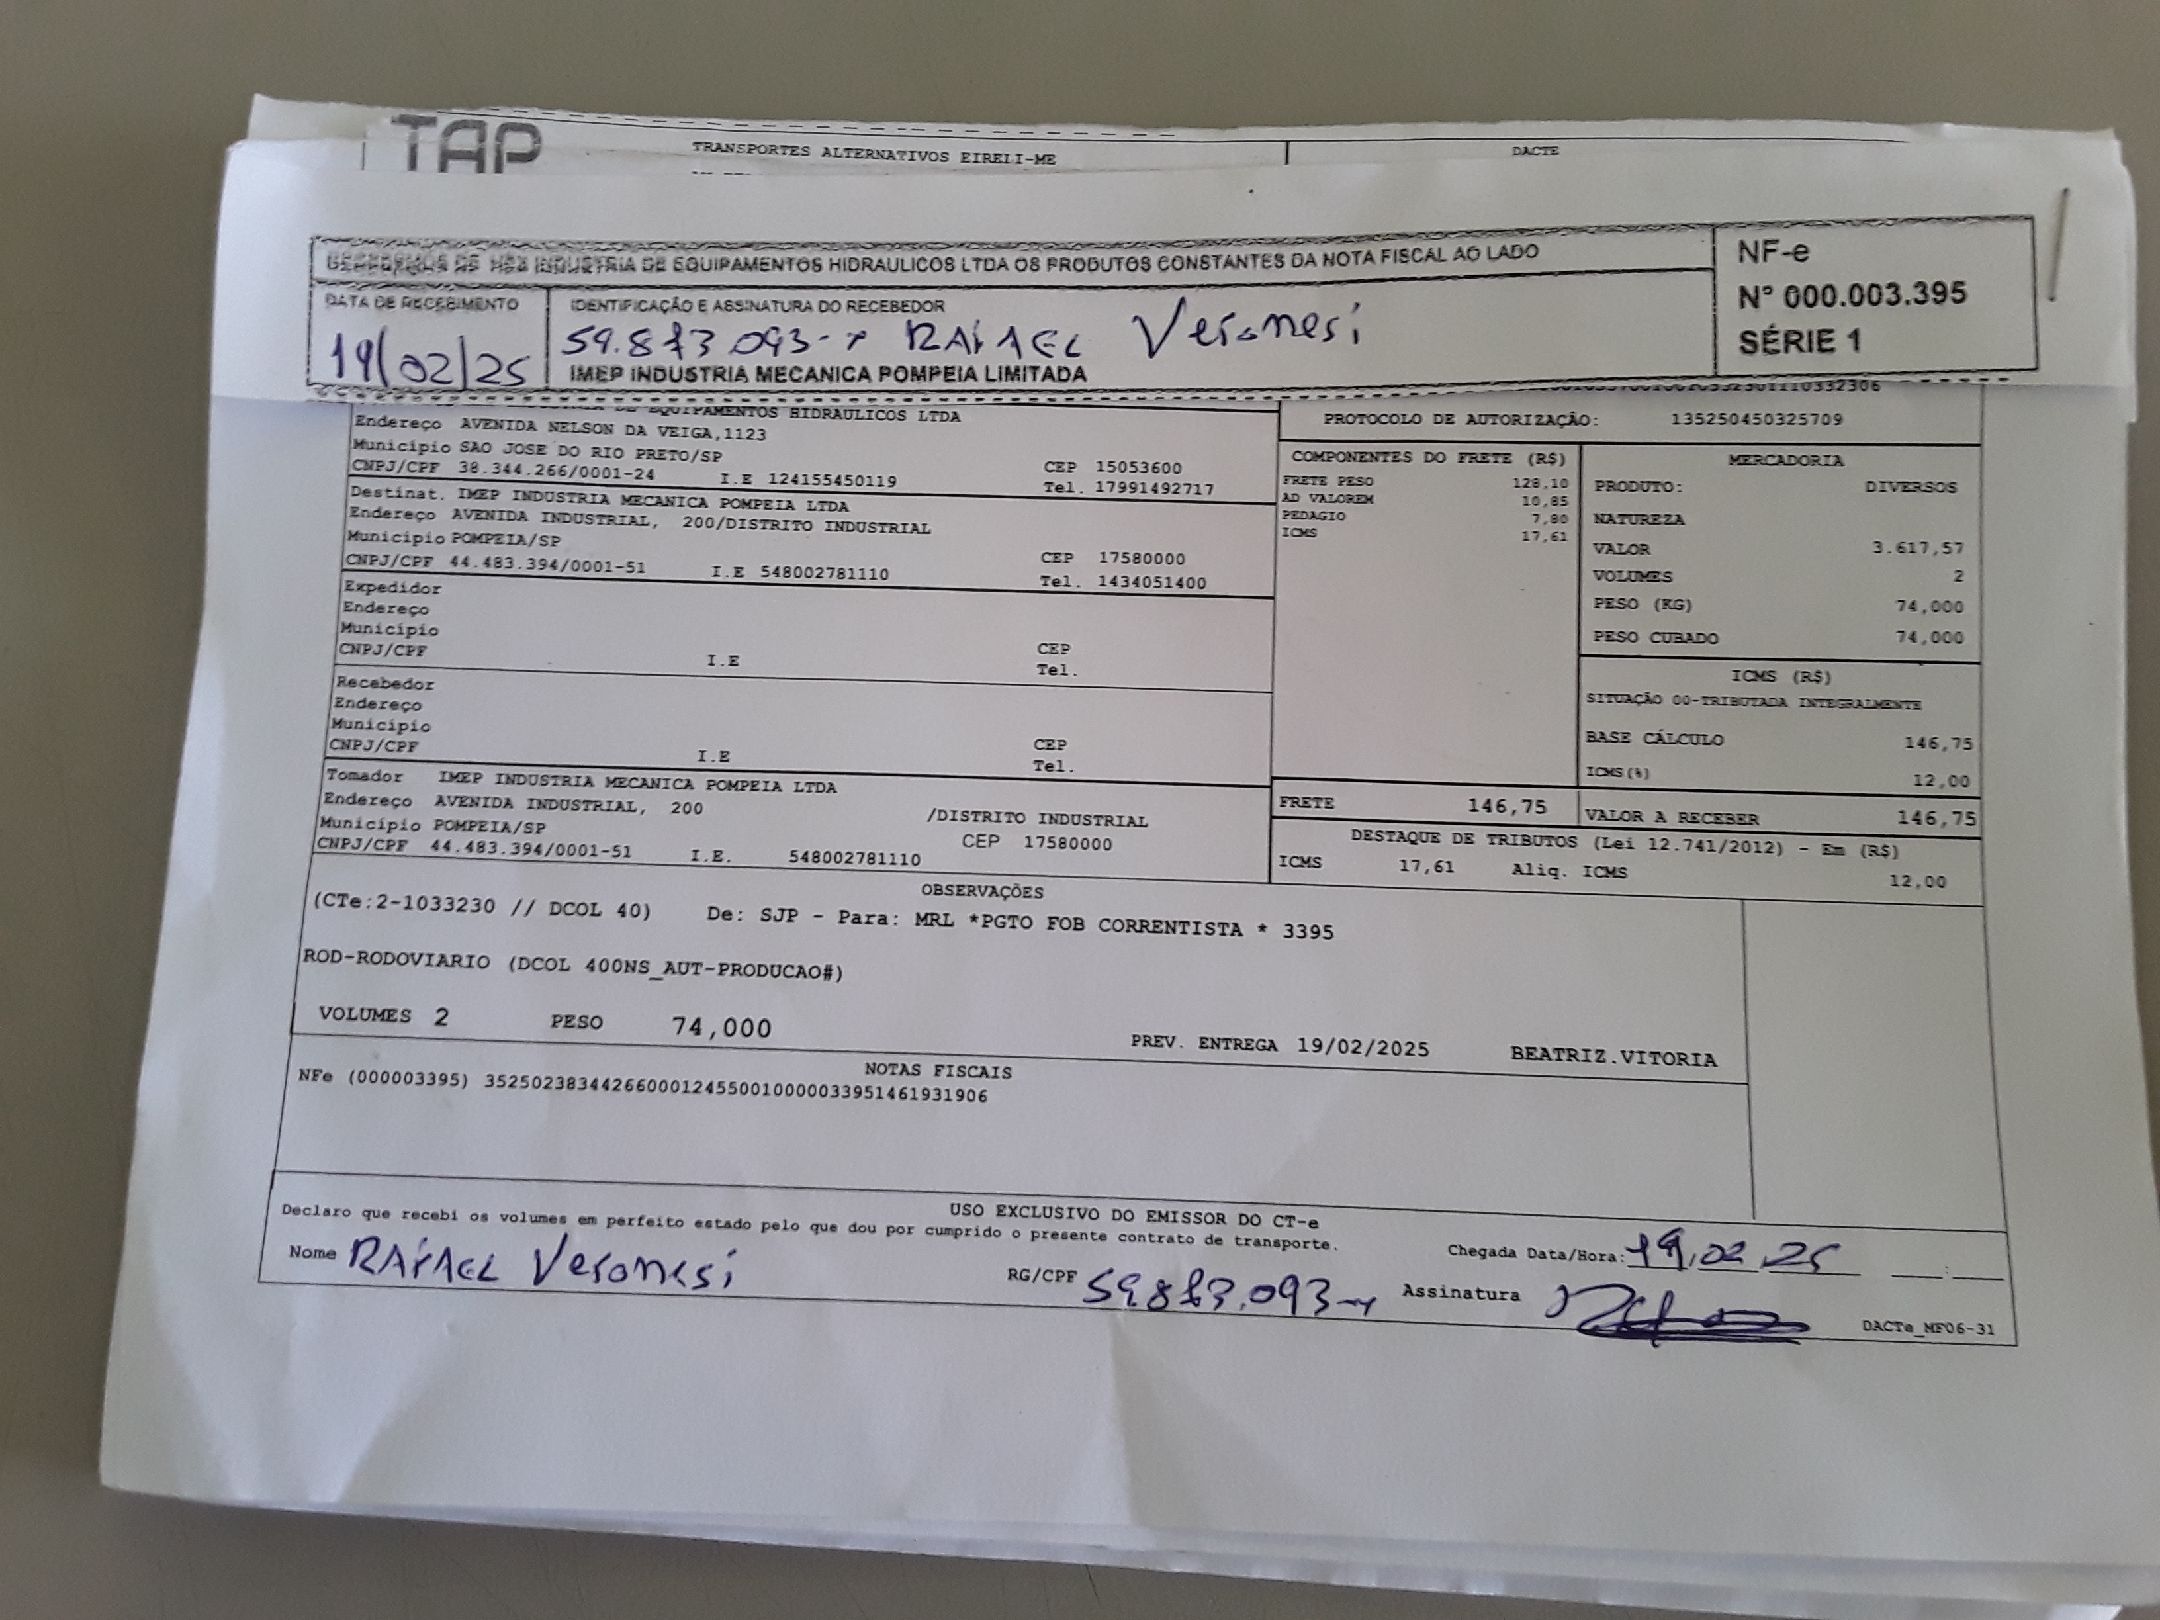 TAP
TRANSPORTES ALTERNATIVOS EIRELI-ME
DACTE
INDUSTRIA DE EQUIPAMENTOS HIDRAULICOS LTDA OS PRODUTOS CONSTANTES DA NOTA FISCAL AO LADO
NF-e
Nº 000.003.395
SÉRIE 1
DATA DE RECEBIMENTO
19/02/25
IDENTIFICAÇÃO E ASSINATURA DO RECEBEDOR
RAFAEL Veronesi
IMEP INDUSTRIA MECANICA POMPEIA LIMITADA
DE EQUIPAMENTOS HIDRAULICOS LTDA
Endereço AVENIDA NELSON DA VEIGA,1123
Município SAO JOSE DO RIO PRETO/SP
CEP 15053600
CNPJ/CPF 38.344.266/0001-24 I.E 124155450119
Tel. 17991492717
Destinat. IMEP INDUSTRIA MECANICA POMPEIA LTDA
Endereço AVENIDA INDUSTRIAL, 200/DISTRITO INDUSTRIAL
Município POMPEIA/SP
CEP 17580000
CNPJ/CPF 44.483.394/0001-51 I.E 548002781110
Tel. 1434051400
Expedidor
Endereço
Município
CEP
CNPJ/CPF I.E
Tel.
Recebedor
Endereço
Município
CEP
CNPJ/CPF I.E
Tel.
Tomador IMEP INDUSTRIA MECANICA POMPEIA LTDA
Endereço AVENIDA INDUSTRIAL, 200 /DISTRITO INDUSTRIAL
Município POMPEIA/SP CEP 17580000
CNPJ/CPF 44.483.394/0001-51 I.E. 548002781110
PROTOCOLO DE AUTORIZAÇÃO: 135250450325709
COMPONENTES DO FRETE (R$)
FRETE PESO 128,10
AD VALOREM 10,85
PEDAGIO 7,80
ICMS 17,61
MERCADORIA
PRODUTO: DIVERSOS
NATUREZA
VALOR 3.617,57
VOLUMES 2
PESO (KG) 74,000
PESO CUBADO 74,000
ICMS (R$)
SITUAÇÃO 00-TRIBUTADA INTEGRALMENTE
BASE CÁLCULO 146,75
ICMS(%) 12,00
FRETE 146,75
VALOR A RECEBER 146,75
DESTAQUE DE TRIBUTOS (Lei 12.741/2012) - Em (R$)
ICMS 17,61 Aliq. ICMS 12,00
OBSERVAÇÕES
(CTe:2-1033230 // DCOL 40) De: SJP - Para: MRL *PGTO FOB CORRENTISTA * 3395
ROD-RODOVIARIO (DCOL 400NS_AUT-PRODUCAO#)
VOLUMES 2 PESO 74,000
PREV. ENTREGA 19/02/2025 BEATRIZ.VITORIA
NOTAS FISCAIS
NFe (000003395) 35250238344266000124550010000033951461931906
USO EXCLUSIVO DO EMISSOR DO CT-e
Declaro que recebi os volumes em perfeito estado pelo que dou por cumprido o presente contrato de transporte.
Chegada Data/Hora: 19.02.25
Nome RAFAEL Veronesi
RG/CPF
Assinatura
DACTe_MF06-31